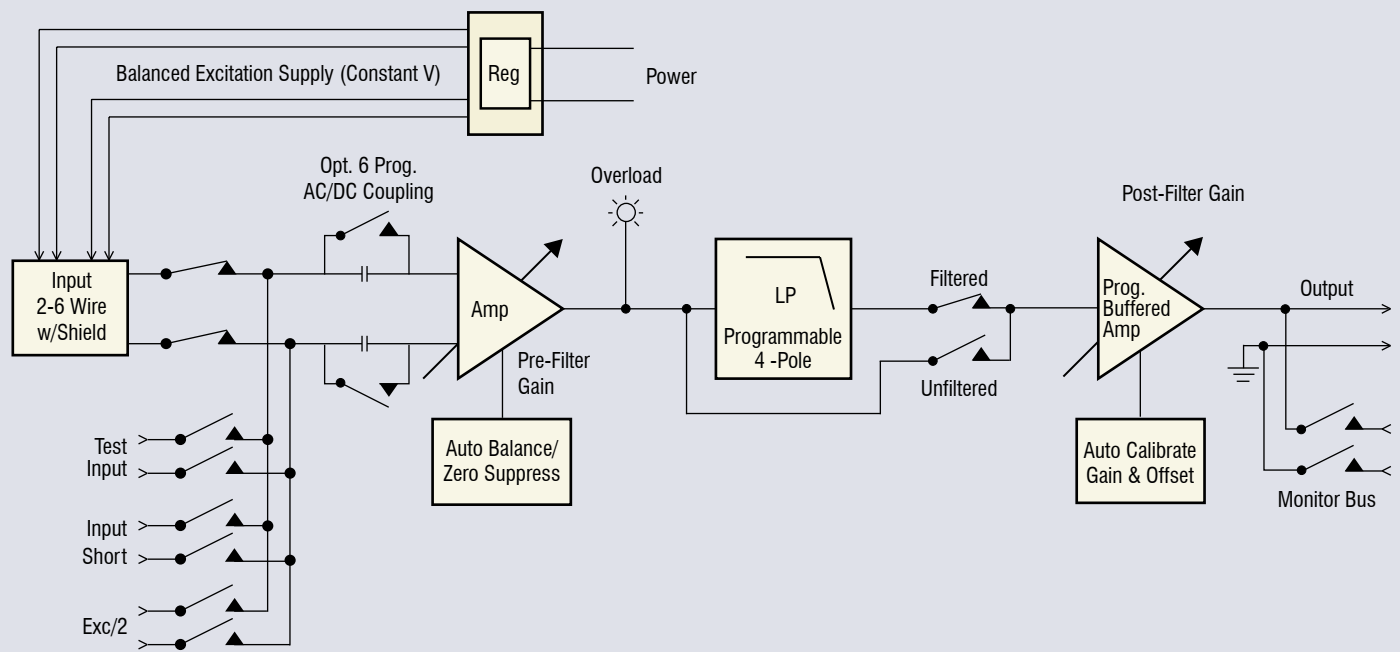 Balanced Excitation Supply (Constant V)
Reg
Power
Opt. 6 Prog.
AC/DC Coupling
Overload
Post-Filter Gain
Input
2-6 Wire
w/Shield
Amp
Pre-Filter
Gain
LP
Programmable
4 -Pole
Filtered
Unfiltered
Prog.
Buffered
Amp
Output
Auto Balance/
Zero Suppress
Auto Calibrate
Gain & Offset
Monitor Bus
Test
Input
Input
Short
Exc/2